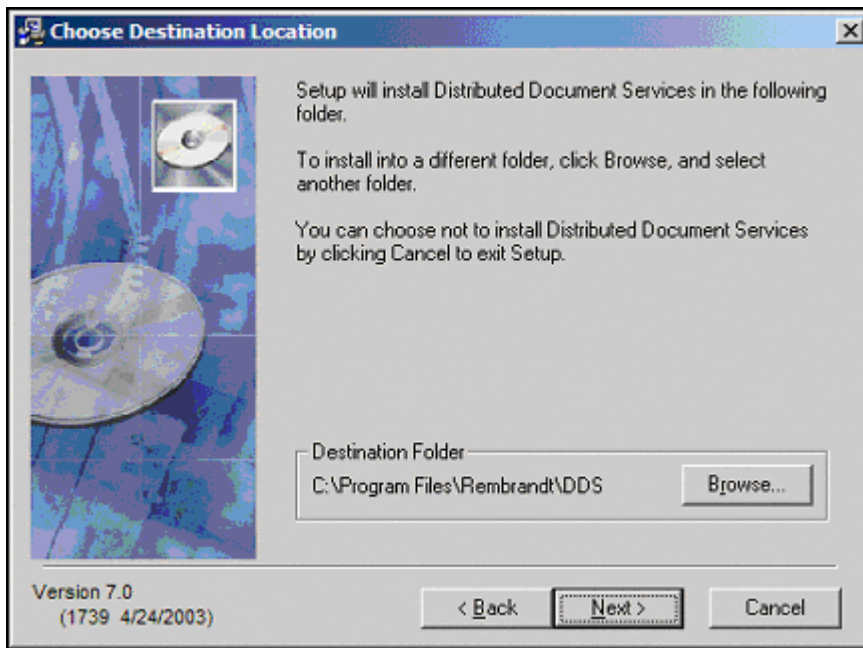 Choose Destination Location
Setup will install Distributed Document Services in the following
folder.
To install into a different folder, click Browse, and select
another folder.
You can choose not to install Distributed Document Services
by clicking Cancel to exit Setup.
Destination Folder
C:\Program Files\Rembrandt\DDS
Browse...
Version 7.0
(1739 4/24/2003)
< Back
Next >
Cancel